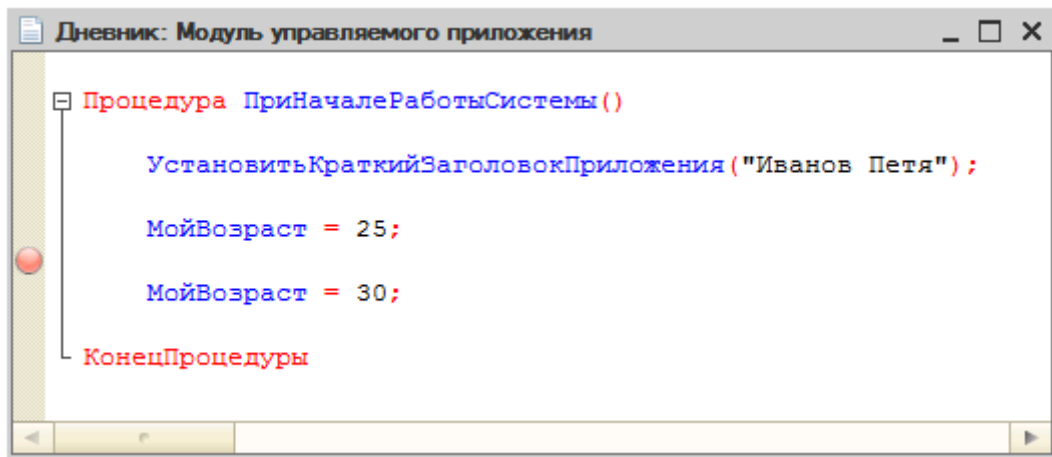 Дневник: Модуль управляемого приложения
Процедура ПриНачалеРаботыСистемы()
УстановитьКраткийЗаголовокПриложения("Иванов Петя");
МойВозраст = 25;
МойВозраст = 30;
КонецПроцедуры